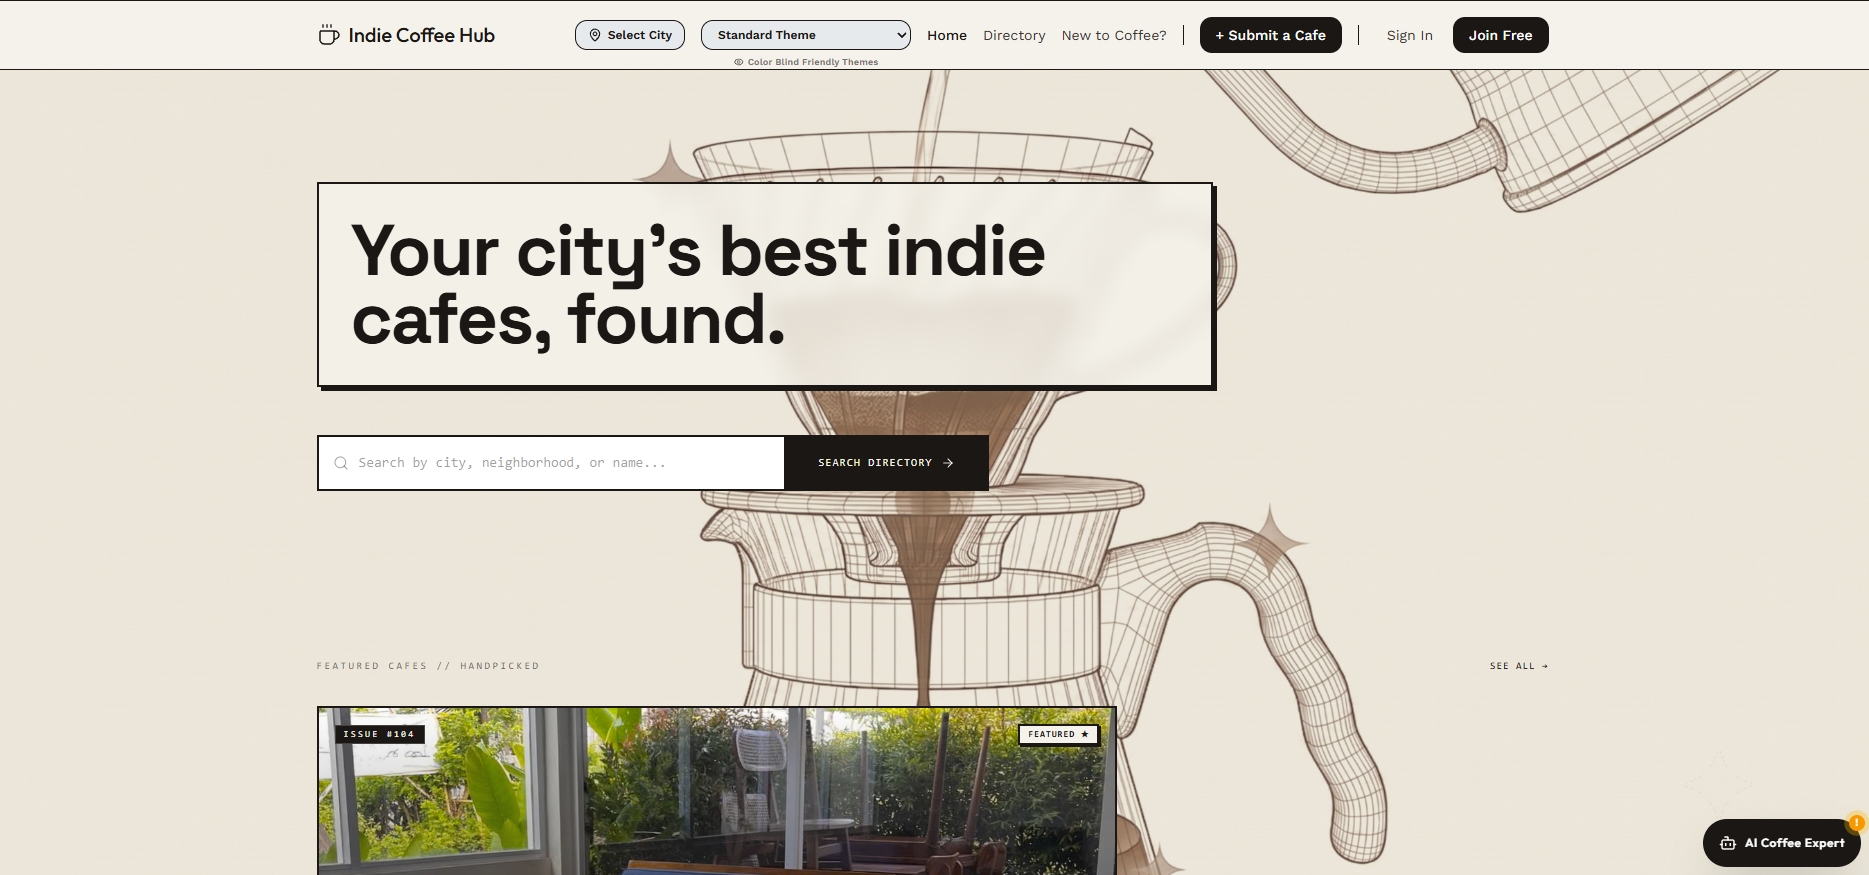 Indie Coffee Hub
Select City
Standard Theme
Color Blind Friendly Themes
Home
Directory
New to Coffee?
+ Submit a Cafe
Sign In
Join Free
Your city’s best indie
cafes, found.
Search by city, neighborhood, or name...
SEARCH DIRECTORY →
FEATURED CAFES // HANDPICKED
SEE ALL →
ISSUE #104
FEATURED ★
AI Coffee Expert
!